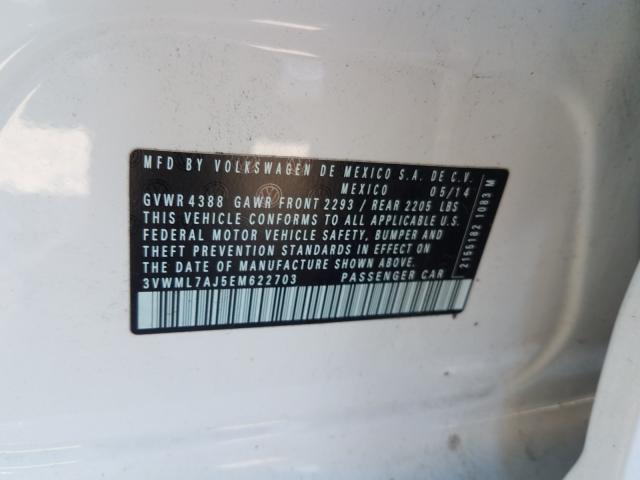 MFD BY VOLKSWAGEN DE MEXICO S.A. DE C.V.
MEXICO 05/14
GVWR 4388 GAWR FRONT 2293 / REAR 2205 LBS
THIS VEHICLE CONFORMS TO ALL APPLICABLE U.S.
FEDERAL MOTOR VEHICLE SAFETY, BUMPER AND
THEFT PREVENTION STANDARDS IN EFFECT ON
THE DATE OF MANUFACTURE SHOWN ABOVE.
3VWML7AJ5EM622703 PASSENGER CAR
2155182 1083 M